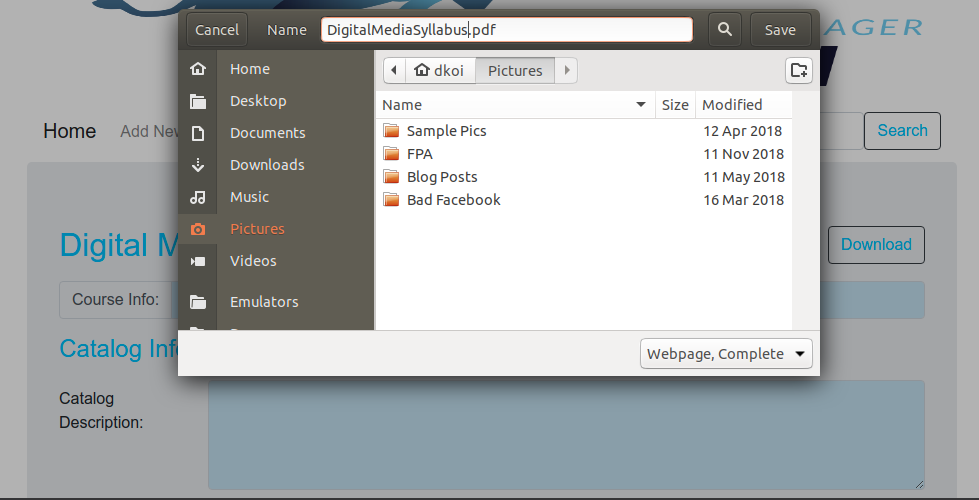 AGER
Cancel Name DigitalMediaSyllabus.pdf Save
Home
Desktop
Documents
Downloads
Music
Pictures
Videos
Emulators
dkoi Pictures
Name Size Modified
Sample Pics 12 Apr 2018
FPA 11 Nov 2018
Blog Posts 11 May 2018
Bad Facebook 16 Mar 2018
Webpage, Complete
Home Add New
Search
Digital M
Download
Course Info:
Catalog Inf
Catalog
Description: